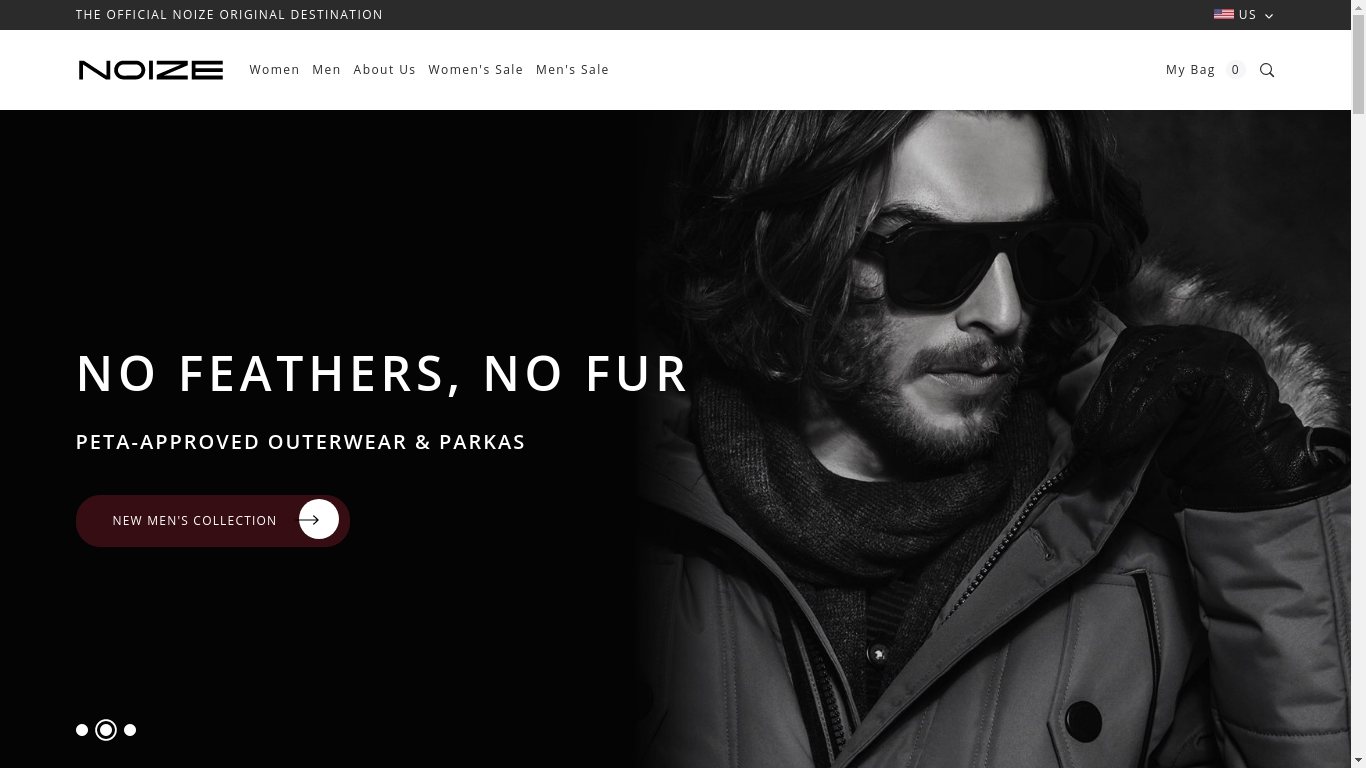 THE OFFICIAL NOIZE ORIGINAL DESTINATION
US
NOIZE
Women
Men
About Us
Women's Sale
Men's Sale
My Bag
0
NO FEATHERS, NO FUR
PETA-APPROVED OUTERWEAR & PARKAS
NEW MEN'S COLLECTION